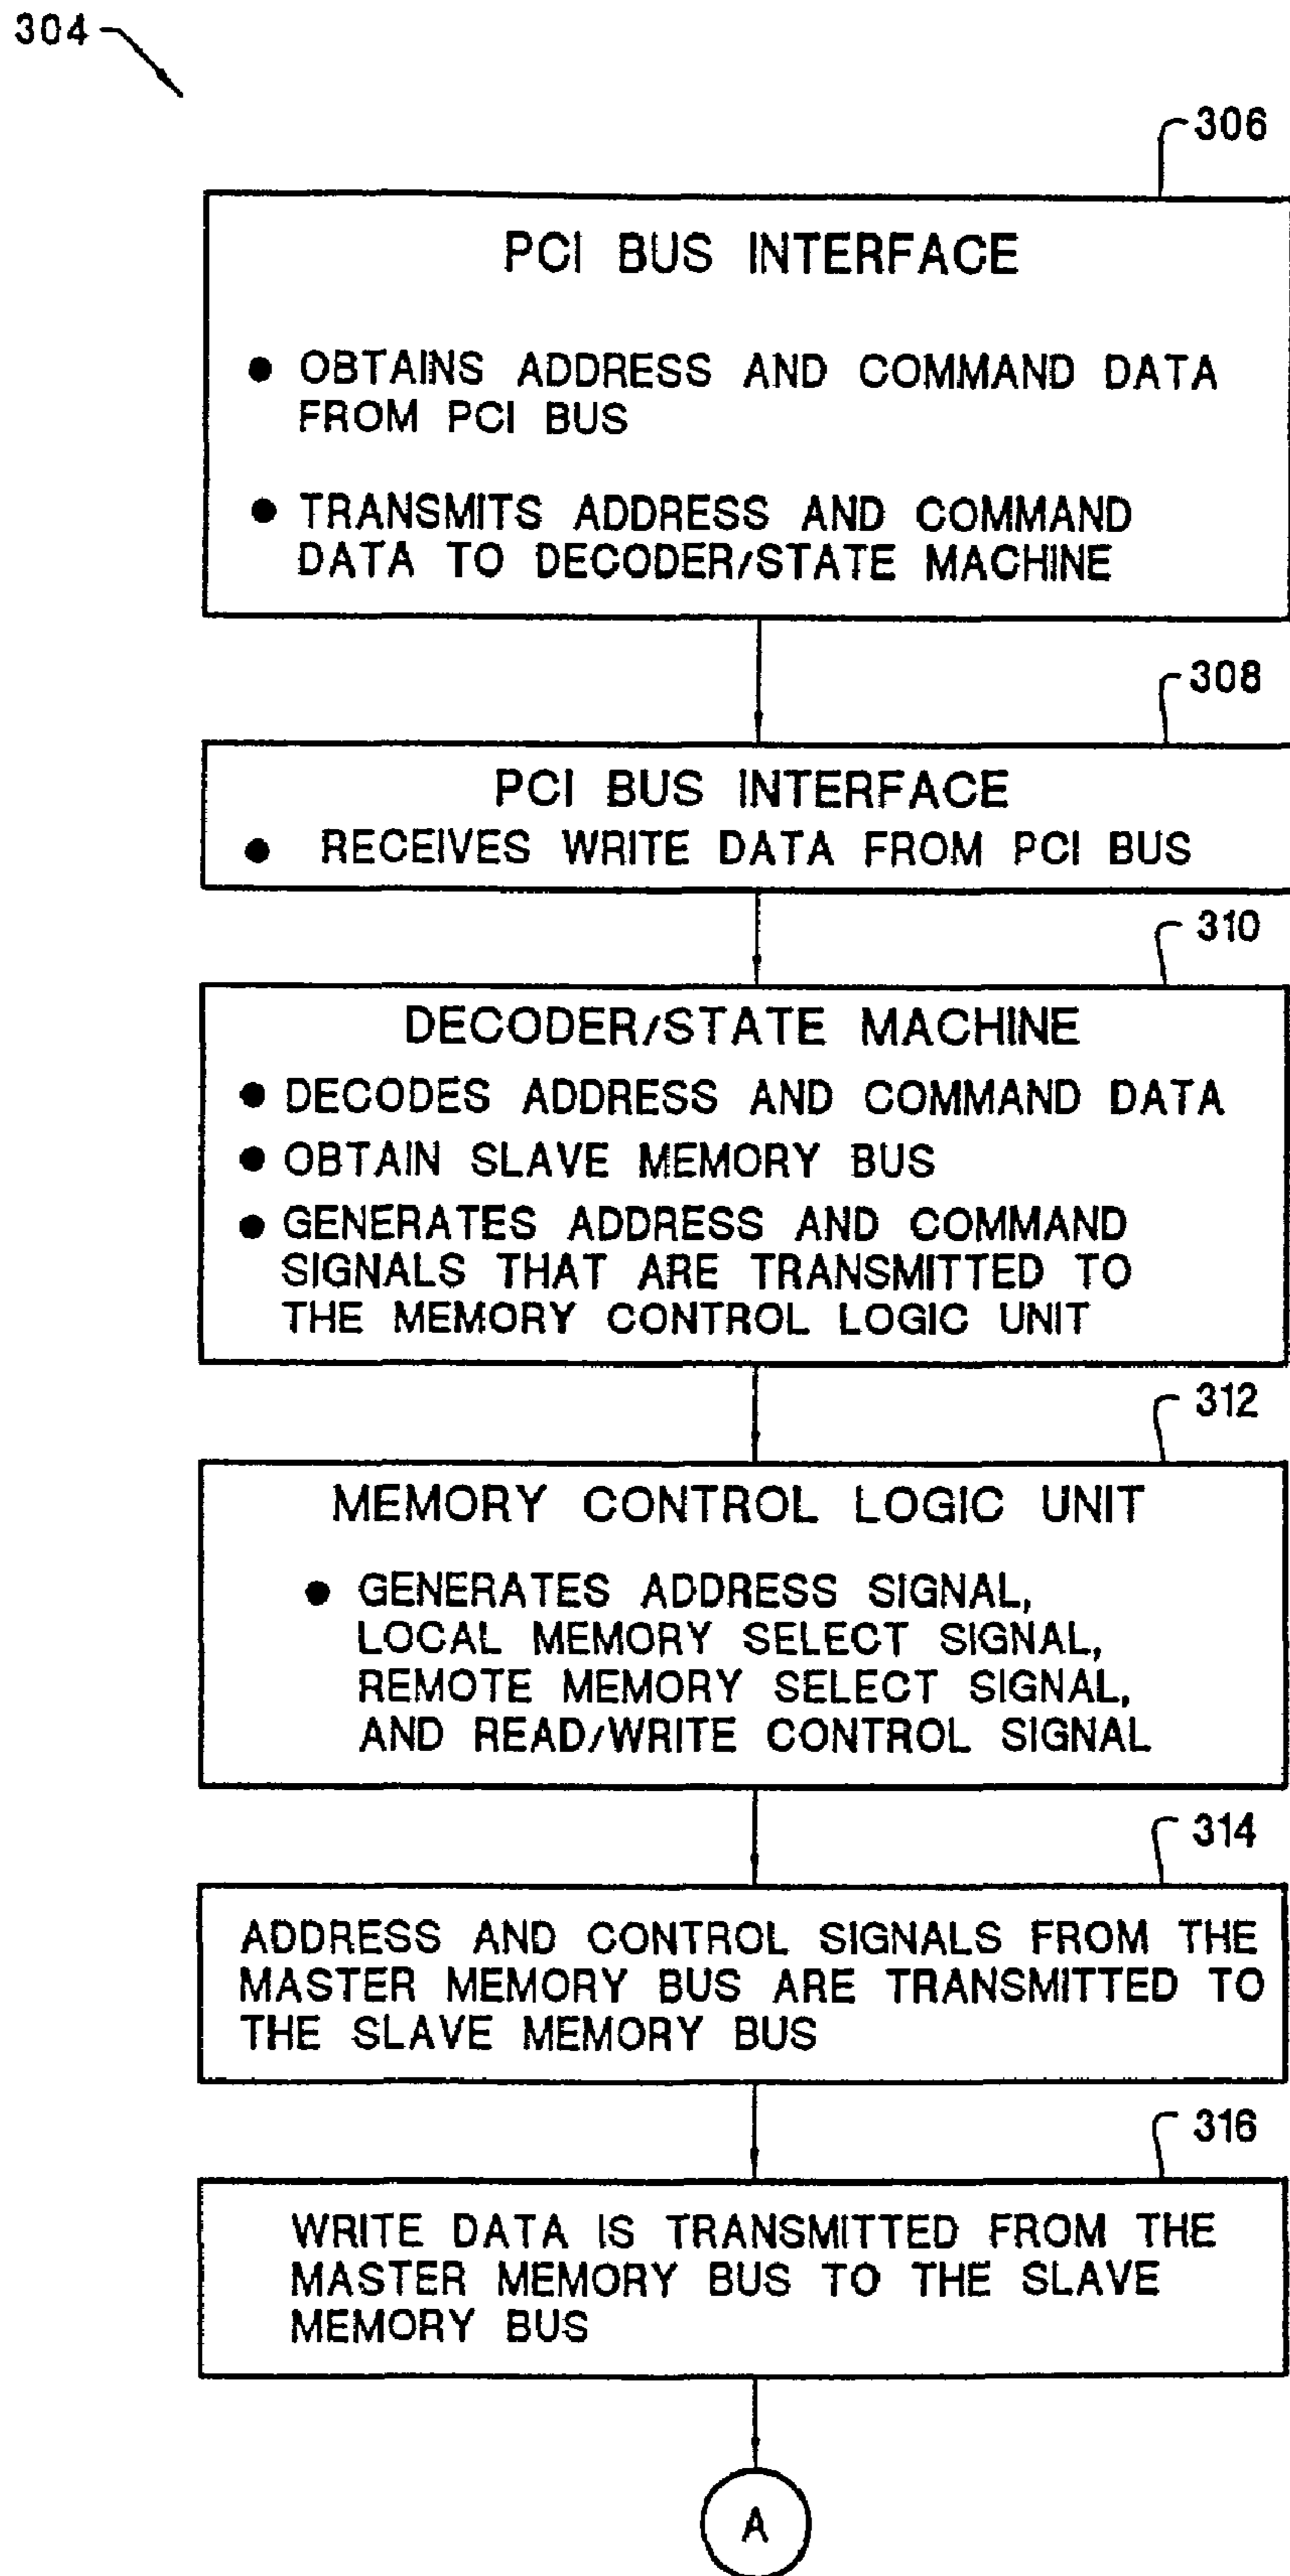 304
306
PCI BUS INTERFACE
● OBTAINS ADDRESS AND COMMAND DATA
FROM PCI BUS
● TRANSMITS ADDRESS AND COMMAND
DATA TO DECODER/STATE MACHINE
308
PCI BUS INTERFACE
● RECEIVES WRITE DATA FROM PCI BUS
310
DECODER/STATE MACHINE
● DECODES ADDRESS AND COMMAND DATA
● OBTAIN SLAVE MEMORY BUS
● GENERATES ADDRESS AND COMMAND
SIGNALS THAT ARE TRANSMITTED TO
THE MEMORY CONTROL LOGIC UNIT
312
MEMORY CONTROL LOGIC UNIT
● GENERATES ADDRESS SIGNAL,
LOCAL MEMORY SELECT SIGNAL,
REMOTE MEMORY SELECT SIGNAL,
AND READ/WRITE CONTROL SIGNAL
314
ADDRESS AND CONTROL SIGNALS FROM THE
MASTER MEMORY BUS ARE TRANSMITTED TO
THE SLAVE MEMORY BUS
316
WRITE DATA IS TRANSMITTED FROM THE
MASTER MEMORY BUS TO THE SLAVE
MEMORY BUS
A